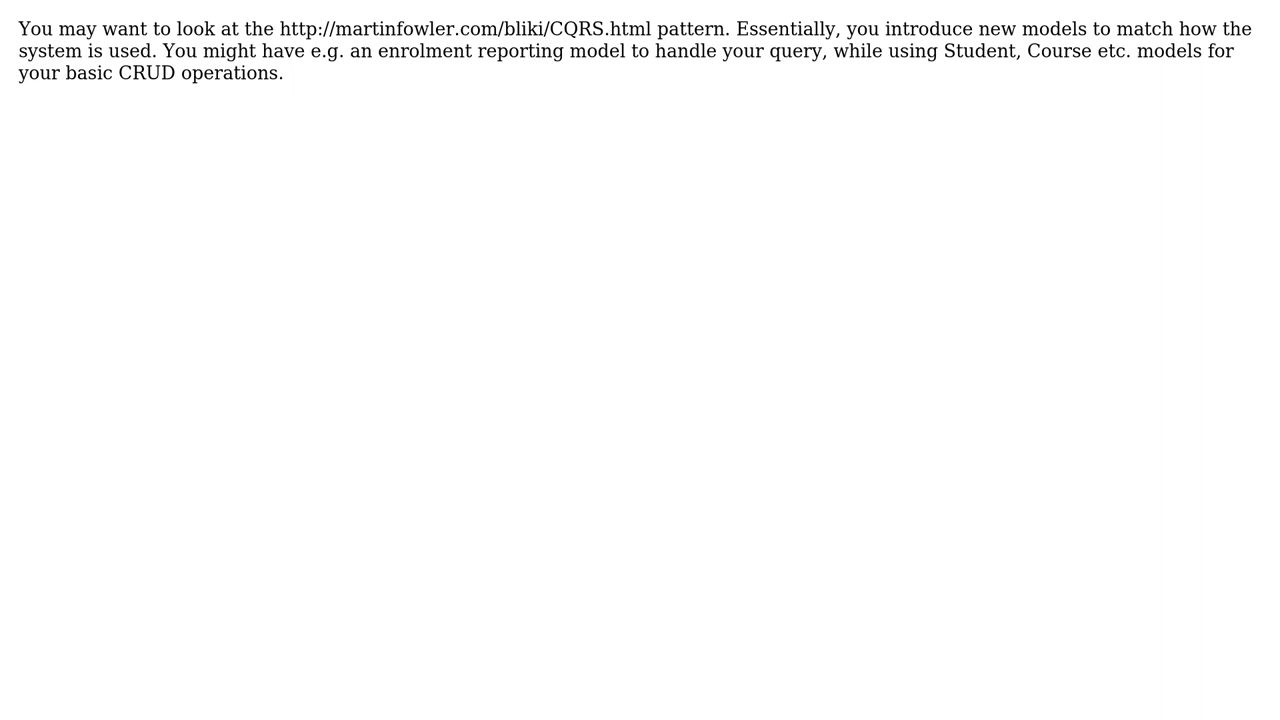 You may want to look at the http://martinfowler.com/bliki/CQRS.html pattern. Essentially, you introduce new models to match how the
system is used. You might have e.g. an enrolment reporting model to handle your query, while using Student, Course etc. models for
your basic CRUD operations.